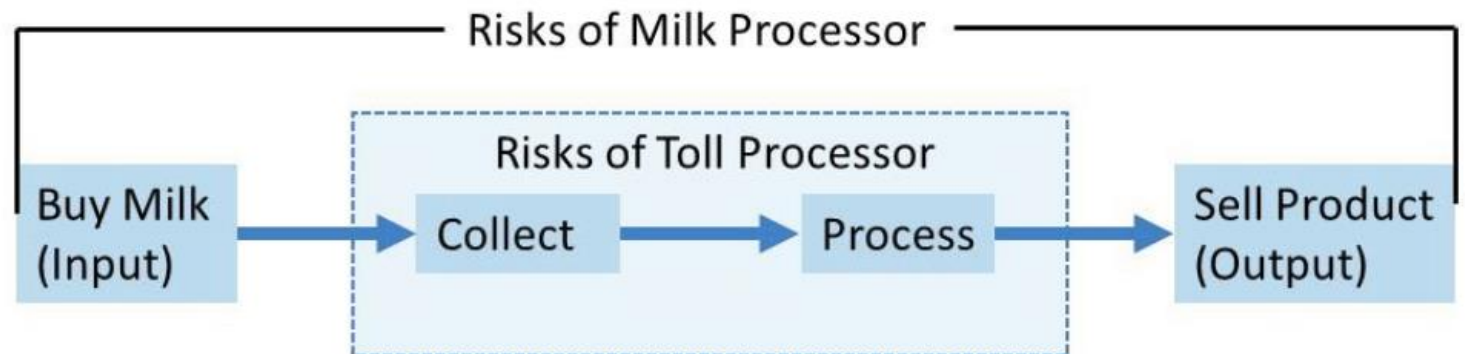 Risks of Milk Processor
Risks of Toll Processor
Buy Milk
(Input)
Collect
Process
Sell Product
(Output)